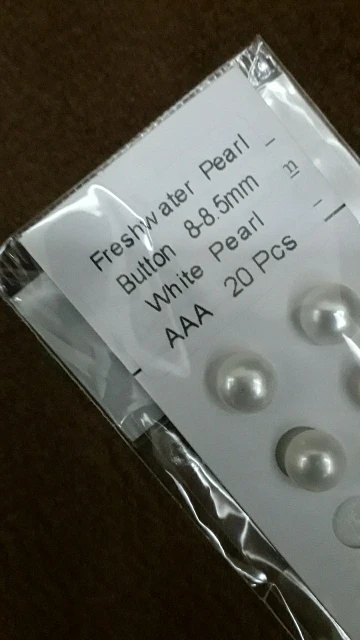 Freshwater Pearl
Button 8-8.5mm
White Pearl
AAA 20 Pcs